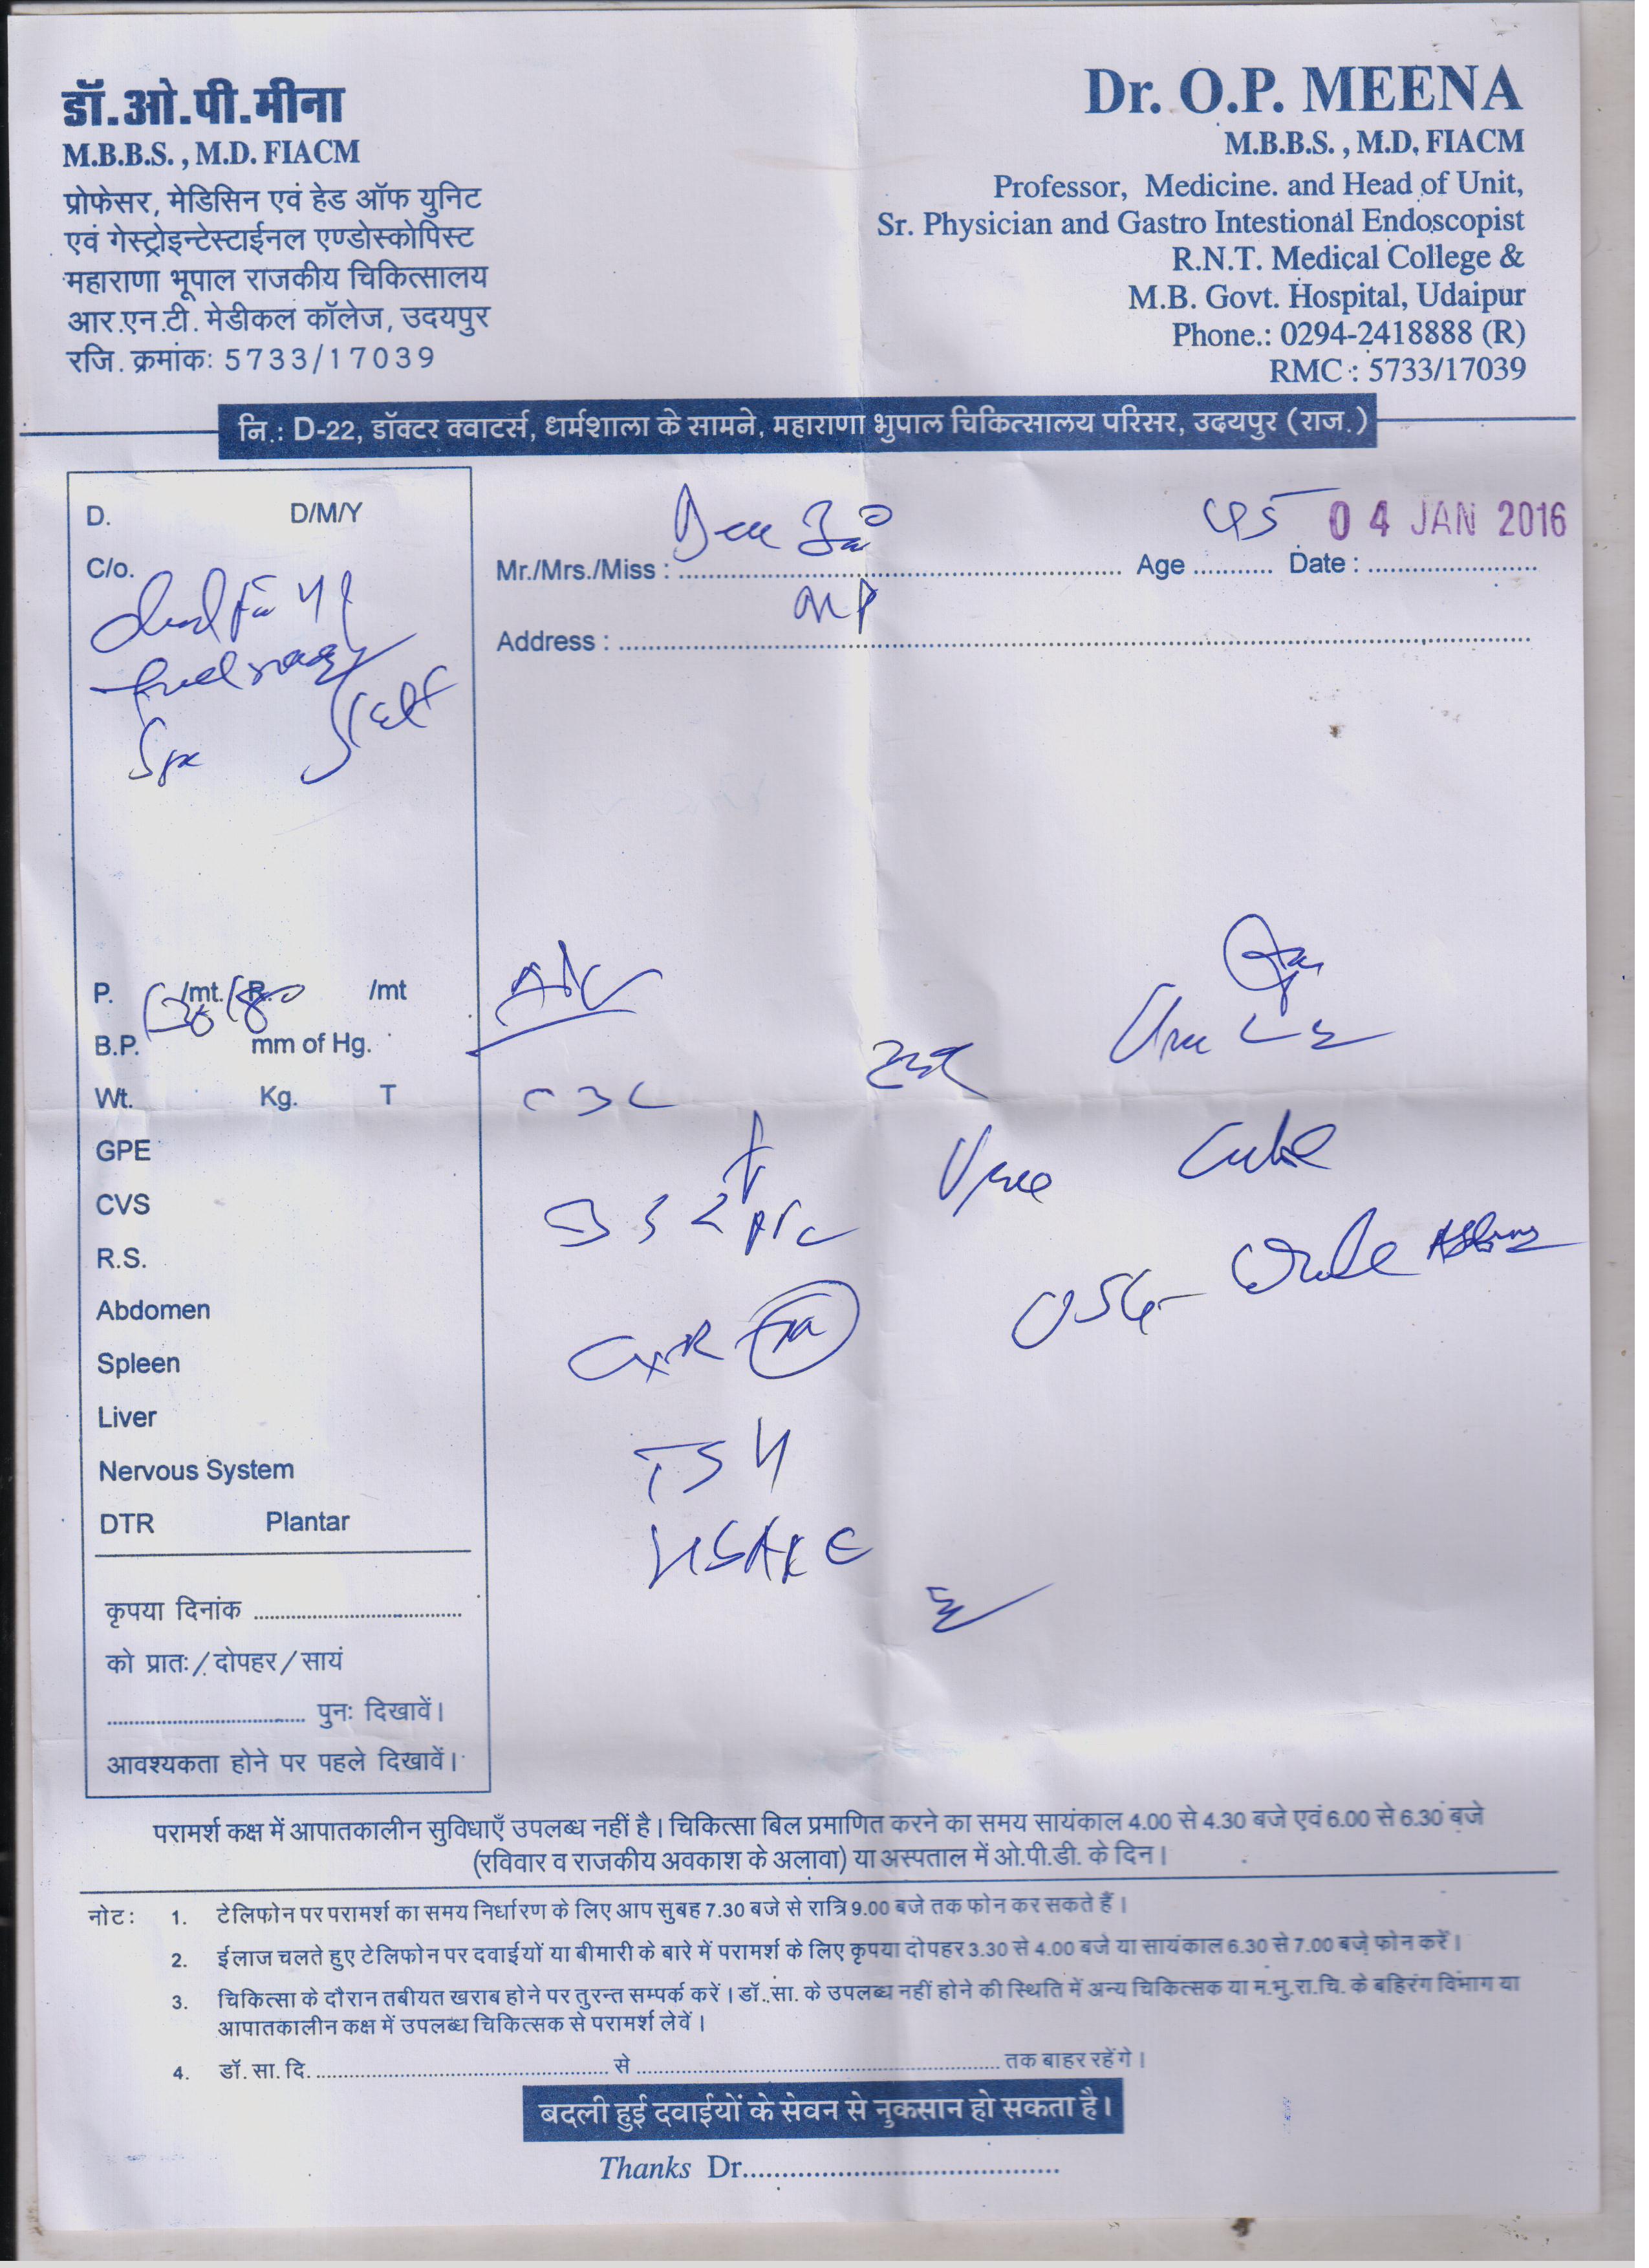 डॉ.ओ.पी.मीना
M.B.B.S. , M.D. FIACM
प्रोफेसर, मेडिसिन एवं हेड ऑफ युनिट
एवं गेस्ट्रोइन्टेस्टाईनल एण्डोस्कोपिस्ट
महाराणा भूपाल राजकीय चिकित्सालय
आर.एन.टी. मेडीकल कॉलेज, उदयपुर
रजि. क्रमांक: 5733/17039
Dr. O.P. MEENA
M.B.B.S. , M.D, FIACM
Professor, Medicine. and Head of Unit,
Sr. Physician and Gastro Intestional Endoscopist
R.N.T. Medical College &
M.B. Govt. Hospital, Udaipur
Phone.: 0294-2418888 (R)
RMC : 5733/17039
नि.: D-22, डॉक्टर क्वाटर्स, धार्मशाला के सामने, महाराणा भुपाल चिकित्सालय परिसर, उदयपुर (राज.)
D. D/M/Y
C/o.
Mr./Mrs./Miss : Age 45 Date : 04 JAN 2016
Address : MP
Self
P. /mt. R. /mt
B.P. mm of Hg.
Wt. Kg. T
GPE
CVS
R.S.
Abdomen
Spleen
Liver
Nervous System
DTR Plantar
Adv
CBC
Urine
CxR PA
USG Whole Abdomen
TSH
कृपया दिनांक
को प्रातः/दोपहर/सायं
पुनः दिखावें।
आवश्यकता होने पर पहले दिखावें।
परामर्श कक्ष में आपातकालीन सुविधाएँ उपलब्ध नहीं है। चिकित्सा बिल प्रमाणित करने का समय सायंकाल 4.00 से 4.30 बजे एवं 6.00 से 6.30 बजे
(रविवार व राजकीय अवकाश के अलावा) या अस्पताल में ओ.पी.डी. के दिन।
नोट: 1. टेलिफोन पर परामर्श का समय निर्धारण के लिए आप सुबह 7.30 बजे से रात्रि 9.00 बजे तक फोन कर सकते हैं।
2. ईलाज चलते हुए टेलिफोन पर दवाईयों या बीमारी के बारे में परामर्श के लिए कृपया दोपहर 3.30 से 4.00 बजे या सायंकाल 6.30 से 7.00 बजे फोन करें।
3. चिकित्सा के दौरान तबीयत खराब होने पर तुरन्त सम्पर्क करें। डॉ. सा. के उपलब्ध नहीं होने की स्थिति में अन्य चिकित्सक या म.भु.रा.चि. के बहिरंग विभाग या
आपातकालीन कक्ष में उपलब्ध चिकित्सक से परामर्श लेवें।
4. डॉ. सा. दि. से तक बाहर रहेंगे।
बदली हुई दवाईयों के सेवन से नुकसान हो सकता है।
Thanks Dr.